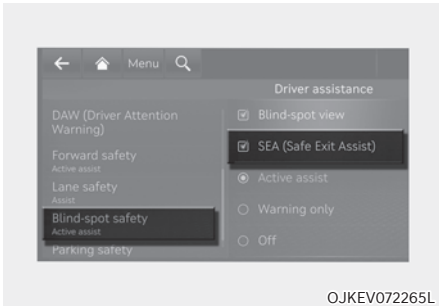 Menu
Driver assistance
DAW (Driver Attention
Warning)
Forward safety
Active assist
Lane safety
Assist
Blind-spot safety
Active assist
Parking safety
Blind-spot view
SEA (Safe Exit Assist)
Active assist
Warning only
Off
OJKEV072265L